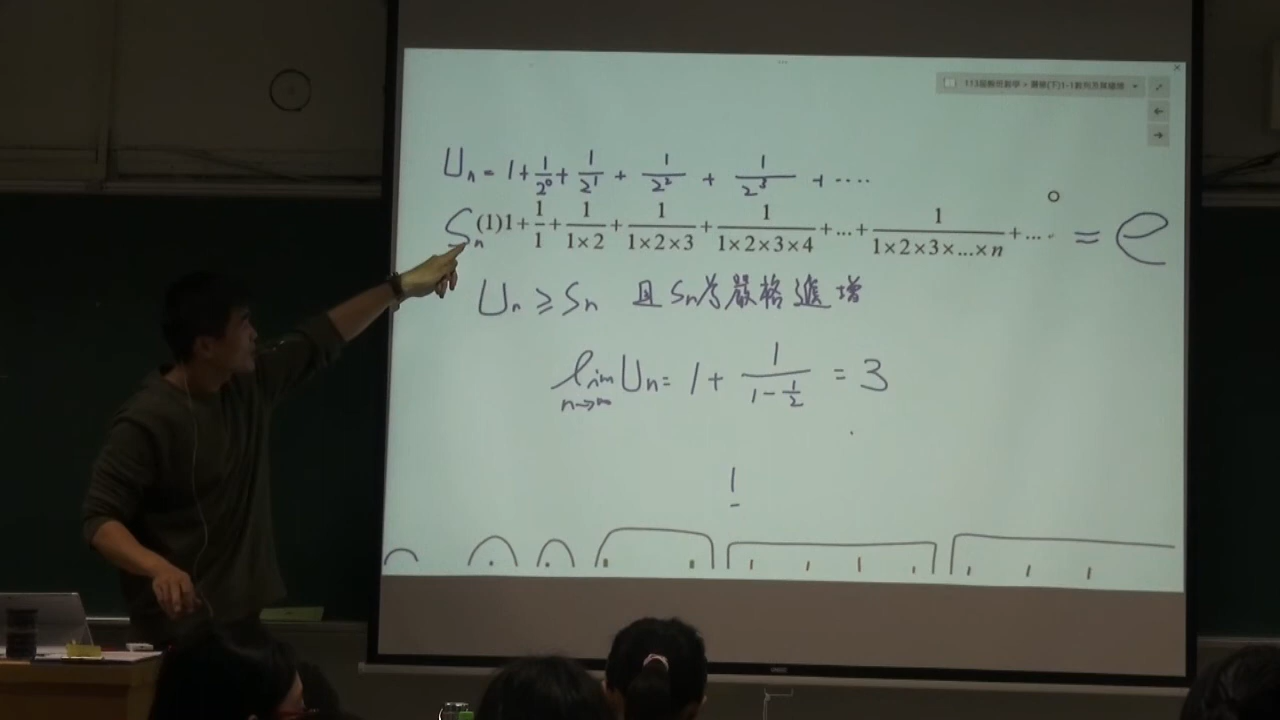 Uₙ = 1 + 1/2⁰ + 1/2¹ + 1/2² + 1/2³ + ....
Sₙ (1) 1 + 1/1 + 1/(1×2) + 1/(1×2×3) + 1/(1×2×3×4) + ... + 1/(1×2×3×...×n) + .... = e
Uₙ ≥ Sₙ 且 Sₙ為嚴格遞增
lim n→∞ Uₙ = 1 + 1/(1 - 1/2) = 3